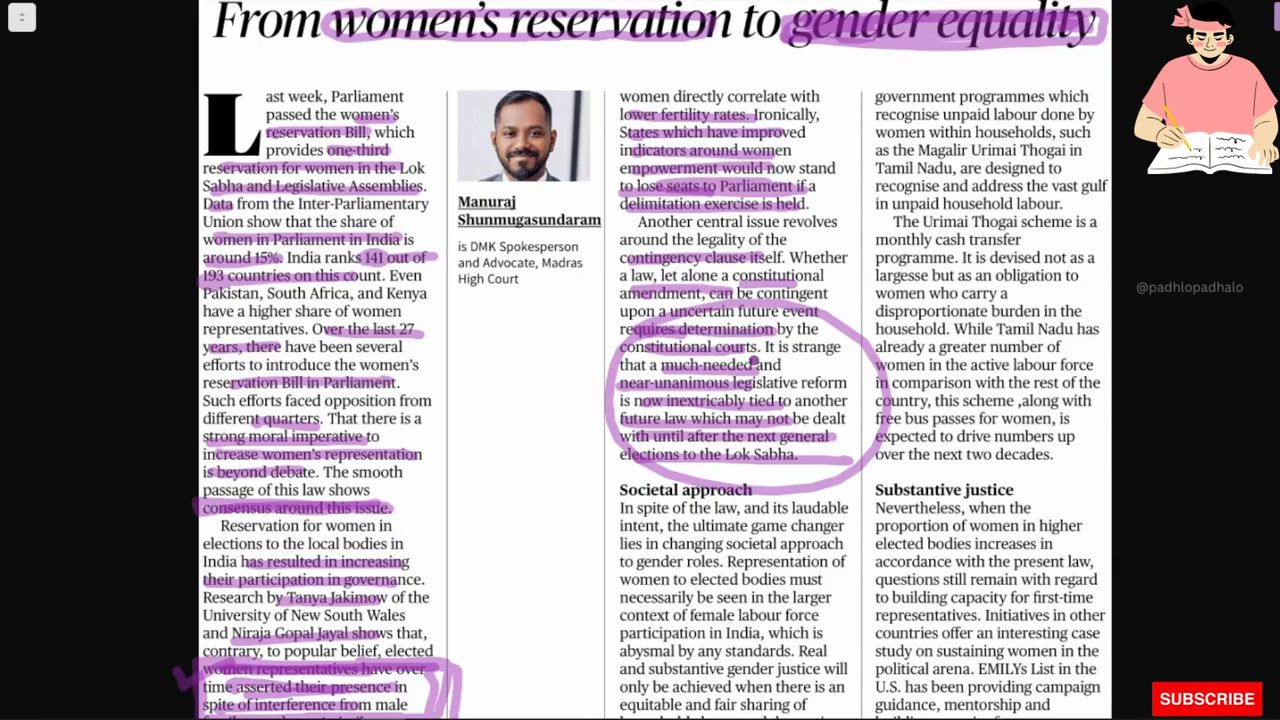 From women's reservation to gender equality
Last week, Parliament
passed the women's
reservation Bill, which
provides one-third
reservation for women in the Lok
Sabha and Legislative Assemblies.
Data from the Inter-Parliamentary
Union show that the share of
women in Parliament in India is
around 15%. India ranks 141 out of
193 countries on this count. Even
Pakistan, South Africa, and Kenya
have a higher share of women
representatives. Over the last 27
years, there have been several
efforts to introduce the women's
reservation Bill in Parliament.
Such efforts faced opposition from
different quarters. That there is a
strong moral imperative to
increase women's representation
is beyond debate. The smooth
passage of this law shows
consensus around this issue.
Reservation for women in
elections to the local bodies in
India has resulted in increasing
their participation in governance.
Research by Tanya Jakimow of the
University of New South Wales
and Niraja Gopal Jayal shows that,
contrary, to popular belief, elected
women representatives have over
time asserted their presence in
spite of interference from male
Manuraj
Shunmugasundaram
is DMK Spokesperson
and Advocate, Madras
High Court
women directly correlate with
lower fertility rates. Ironically,
States which have improved
indicators around women
empowerment would now stand
to lose seats to Parliament if a
delimitation exercise is held.
Another central issue revolves
around the legality of the
contingency clause itself. Whether
a law, let alone a constitutional
amendment, can be contingent
upon a uncertain future event
requires determination by the
constitutional courts. It is strange
that a much-needed and
near-unanimous legislative reform
is now inextricably tied to another
future law which may not be dealt
with until after the next general
elections to the Lok Sabha.
Societal approach
In spite of the law, and its laudable
intent, the ultimate game changer
lies in changing societal approach
to gender roles. Representation of
women to elected bodies must
necessarily be seen in the larger
context of female labour force
participation in India, which is
abysmal by any standards. Real
and substantive gender justice will
only be achieved when there is an
equitable and fair sharing of
government programmes which
recognise unpaid labour done by
women within households, such
as the Magalir Urimai Thogai in
Tamil Nadu, are designed to
recognise and address the vast gulf
in unpaid household labour.
The Urimai Thogai scheme is a
monthly cash transfer
programme. It is devised not as a
largesse but as an obligation to
women who carry a
disproportionate burden in the
household. While Tamil Nadu has
already a greater number of
women in the active labour force
in comparison with the rest of the
country, this scheme ,along with
free bus passes for women, is
expected to drive numbers up
over the next two decades.
Substantive justice
Nevertheless, when the
proportion of women in higher
elected bodies increases in
accordance with the present law,
questions still remain with regard
to building capacity for first-time
representatives. Initiatives in other
countries offer an interesting case
study on sustaining women in the
political arena. EMILYs List in the
U.S. has been providing campaign
guidance, mentorship and
@padhlopadhalo
SUBSCRIBE